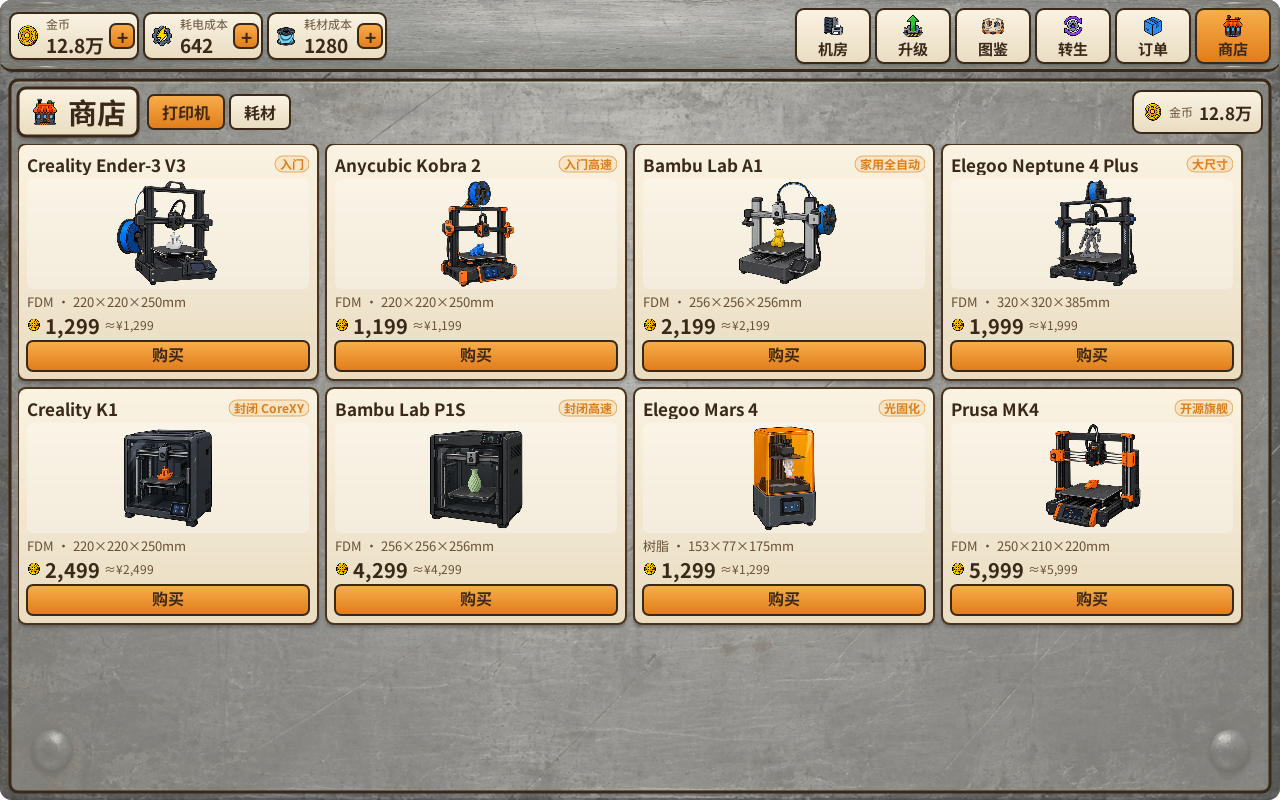 金币
12.8万 +
耗电成本
642 +
耗材成本
1280 +
机房
升级
图鉴
转生
订单
商店
商店
打印机
耗材
金币 12.8万
Creality Ender-3 V3 入门
FDM · 220×220×250mm
1,299 ≈¥1,299
购买
Anycubic Kobra 2 入门高速
FDM · 220×220×250mm
1,199 ≈¥1,199
购买
Bambu Lab A1 家用全自动
FDM · 256×256×256mm
2,199 ≈¥2,199
购买
Elegoo Neptune 4 Plus 大尺寸
FDM · 320×320×385mm
1,999 ≈¥1,999
购买
Creality K1 封闭 CoreXY
FDM · 220×220×250mm
2,499 ≈¥2,499
购买
Bambu Lab P1S 封闭高速
FDM · 256×256×256mm
4,299 ≈¥4,299
购买
Elegoo Mars 4 光固化
树脂 · 153×77×175mm
1,299 ≈¥1,299
购买
Prusa MK4 开源旗舰
FDM · 250×210×220mm
5,999 ≈¥5,999
购买